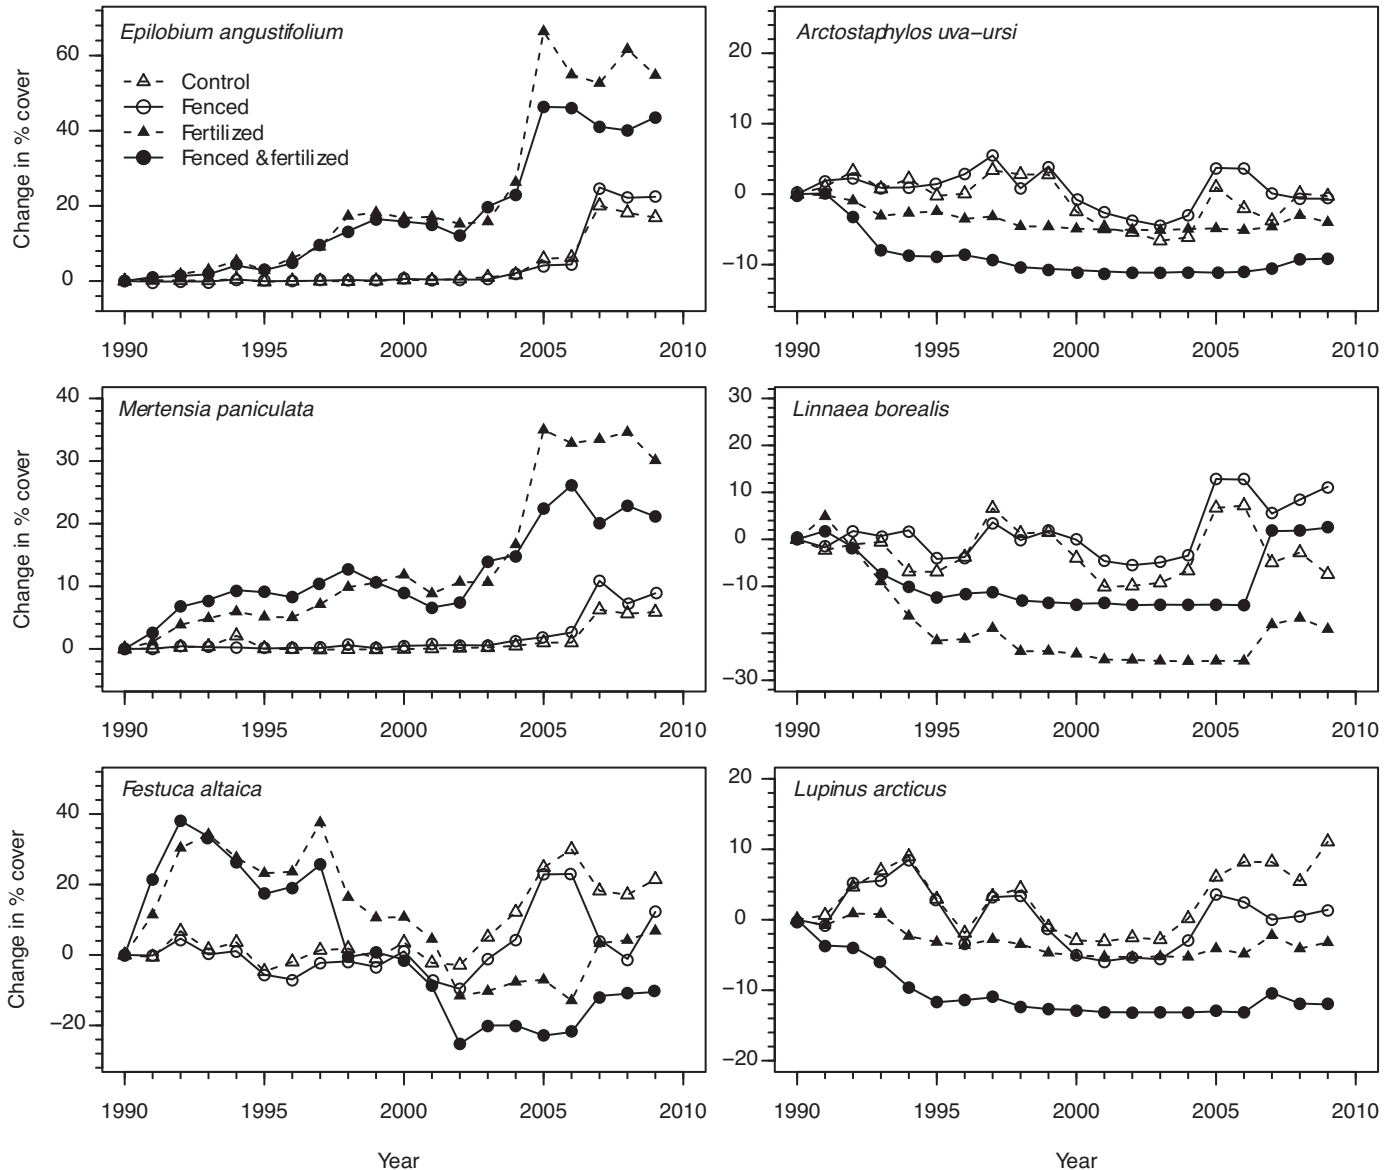 Epilobium angustifolium
Control
Fenced
Fertilized
Fenced & fertilized
Change in % cover
60
40
20
0
1990 1995 2000 2005 2010
Arctostaphylos uva−ursi
20
10
0
−10
1990 1995 2000 2005 2010
Mertensia paniculata
Change in % cover
40
30
20
10
0
1990 1995 2000 2005 2010
Linnaea borealis
30
20
10
0
−10
−30
1990 1995 2000 2005 2010
Festuca altaica
Change in % cover
40
20
0
−20
1990 1995 2000 2005 2010
Year
Lupinus arcticus
20
10
0
−10
−20
1990 1995 2000 2005 2010
Year